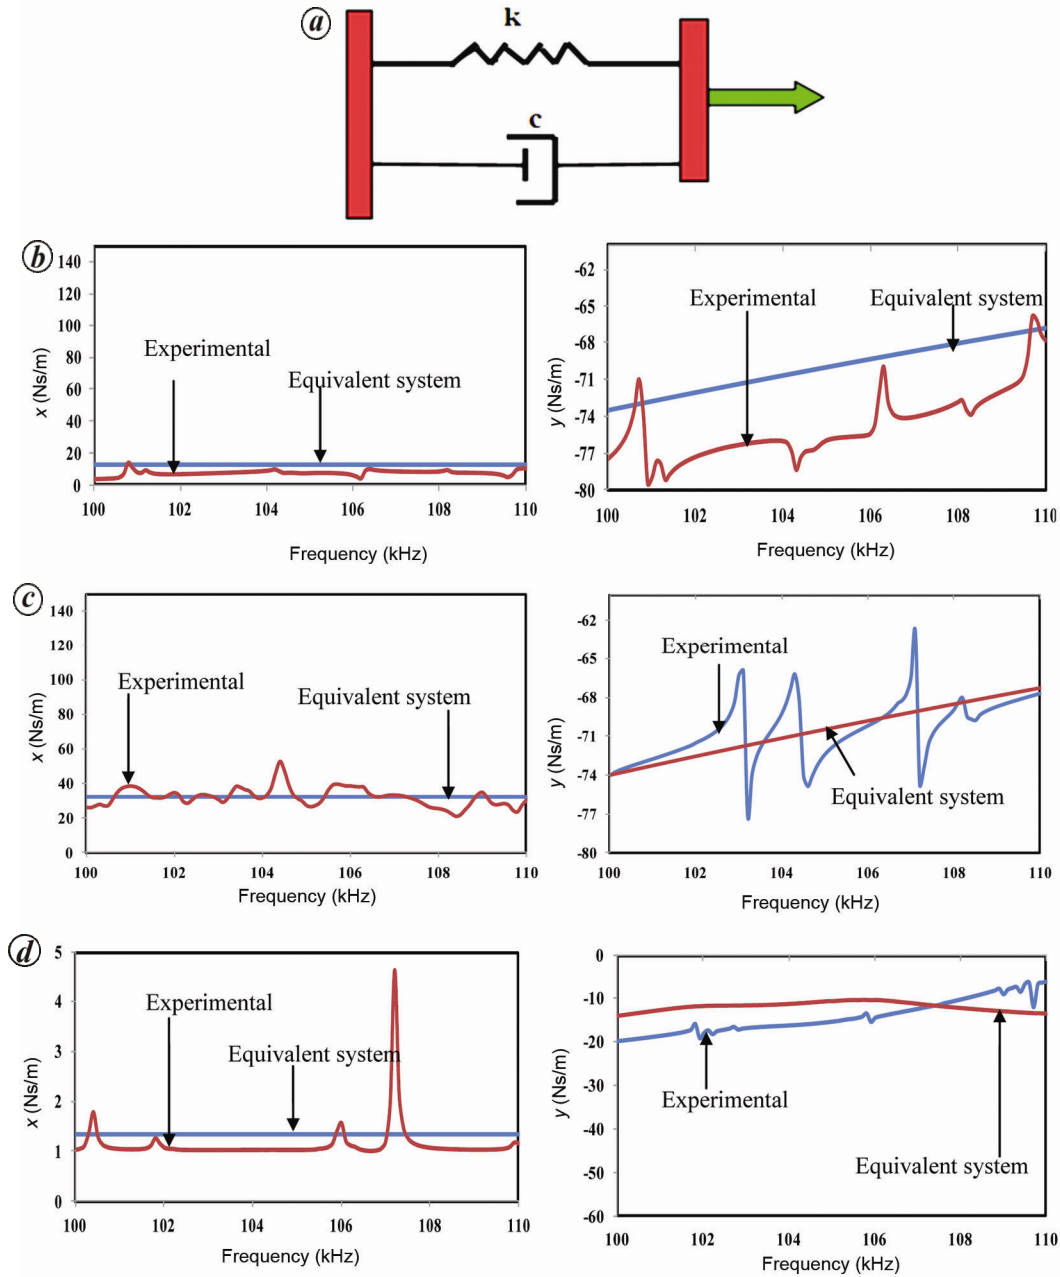 a
k
c
b
x (Ns/m)
140
120
100
80
60
40
20
0
Experimental
Equivalent system
100 102 104 106 108 110
Frequency (kHz)
y (Ns/m)
-62
-65
-68
-71
-74
-77
-80
Experimental
Equivalent system
100 102 104 106 108 110
Frequency (kHz)
c
x (Ns/m)
140
120
100
80
60
40
20
0
Experimental
Equivalent system
100 102 104 106 108 110
Frequency (kHz)
y (Ns/m)
-62
-65
-68
-71
-74
-77
-80
Experimental
Equivalent system
100 102 104 106 108 110
Frequency (kHz)
d
x (Ns/m)
5
4
3
2
1
0
Experimental
Equivalent system
100 102 104 106 108 110
Frequency (kHz)
y (Ns/m)
0
-10
-20
-30
-40
-50
-60
Experimental
Equivalent system
100 102 104 106 108 110
Frequency (kHz)